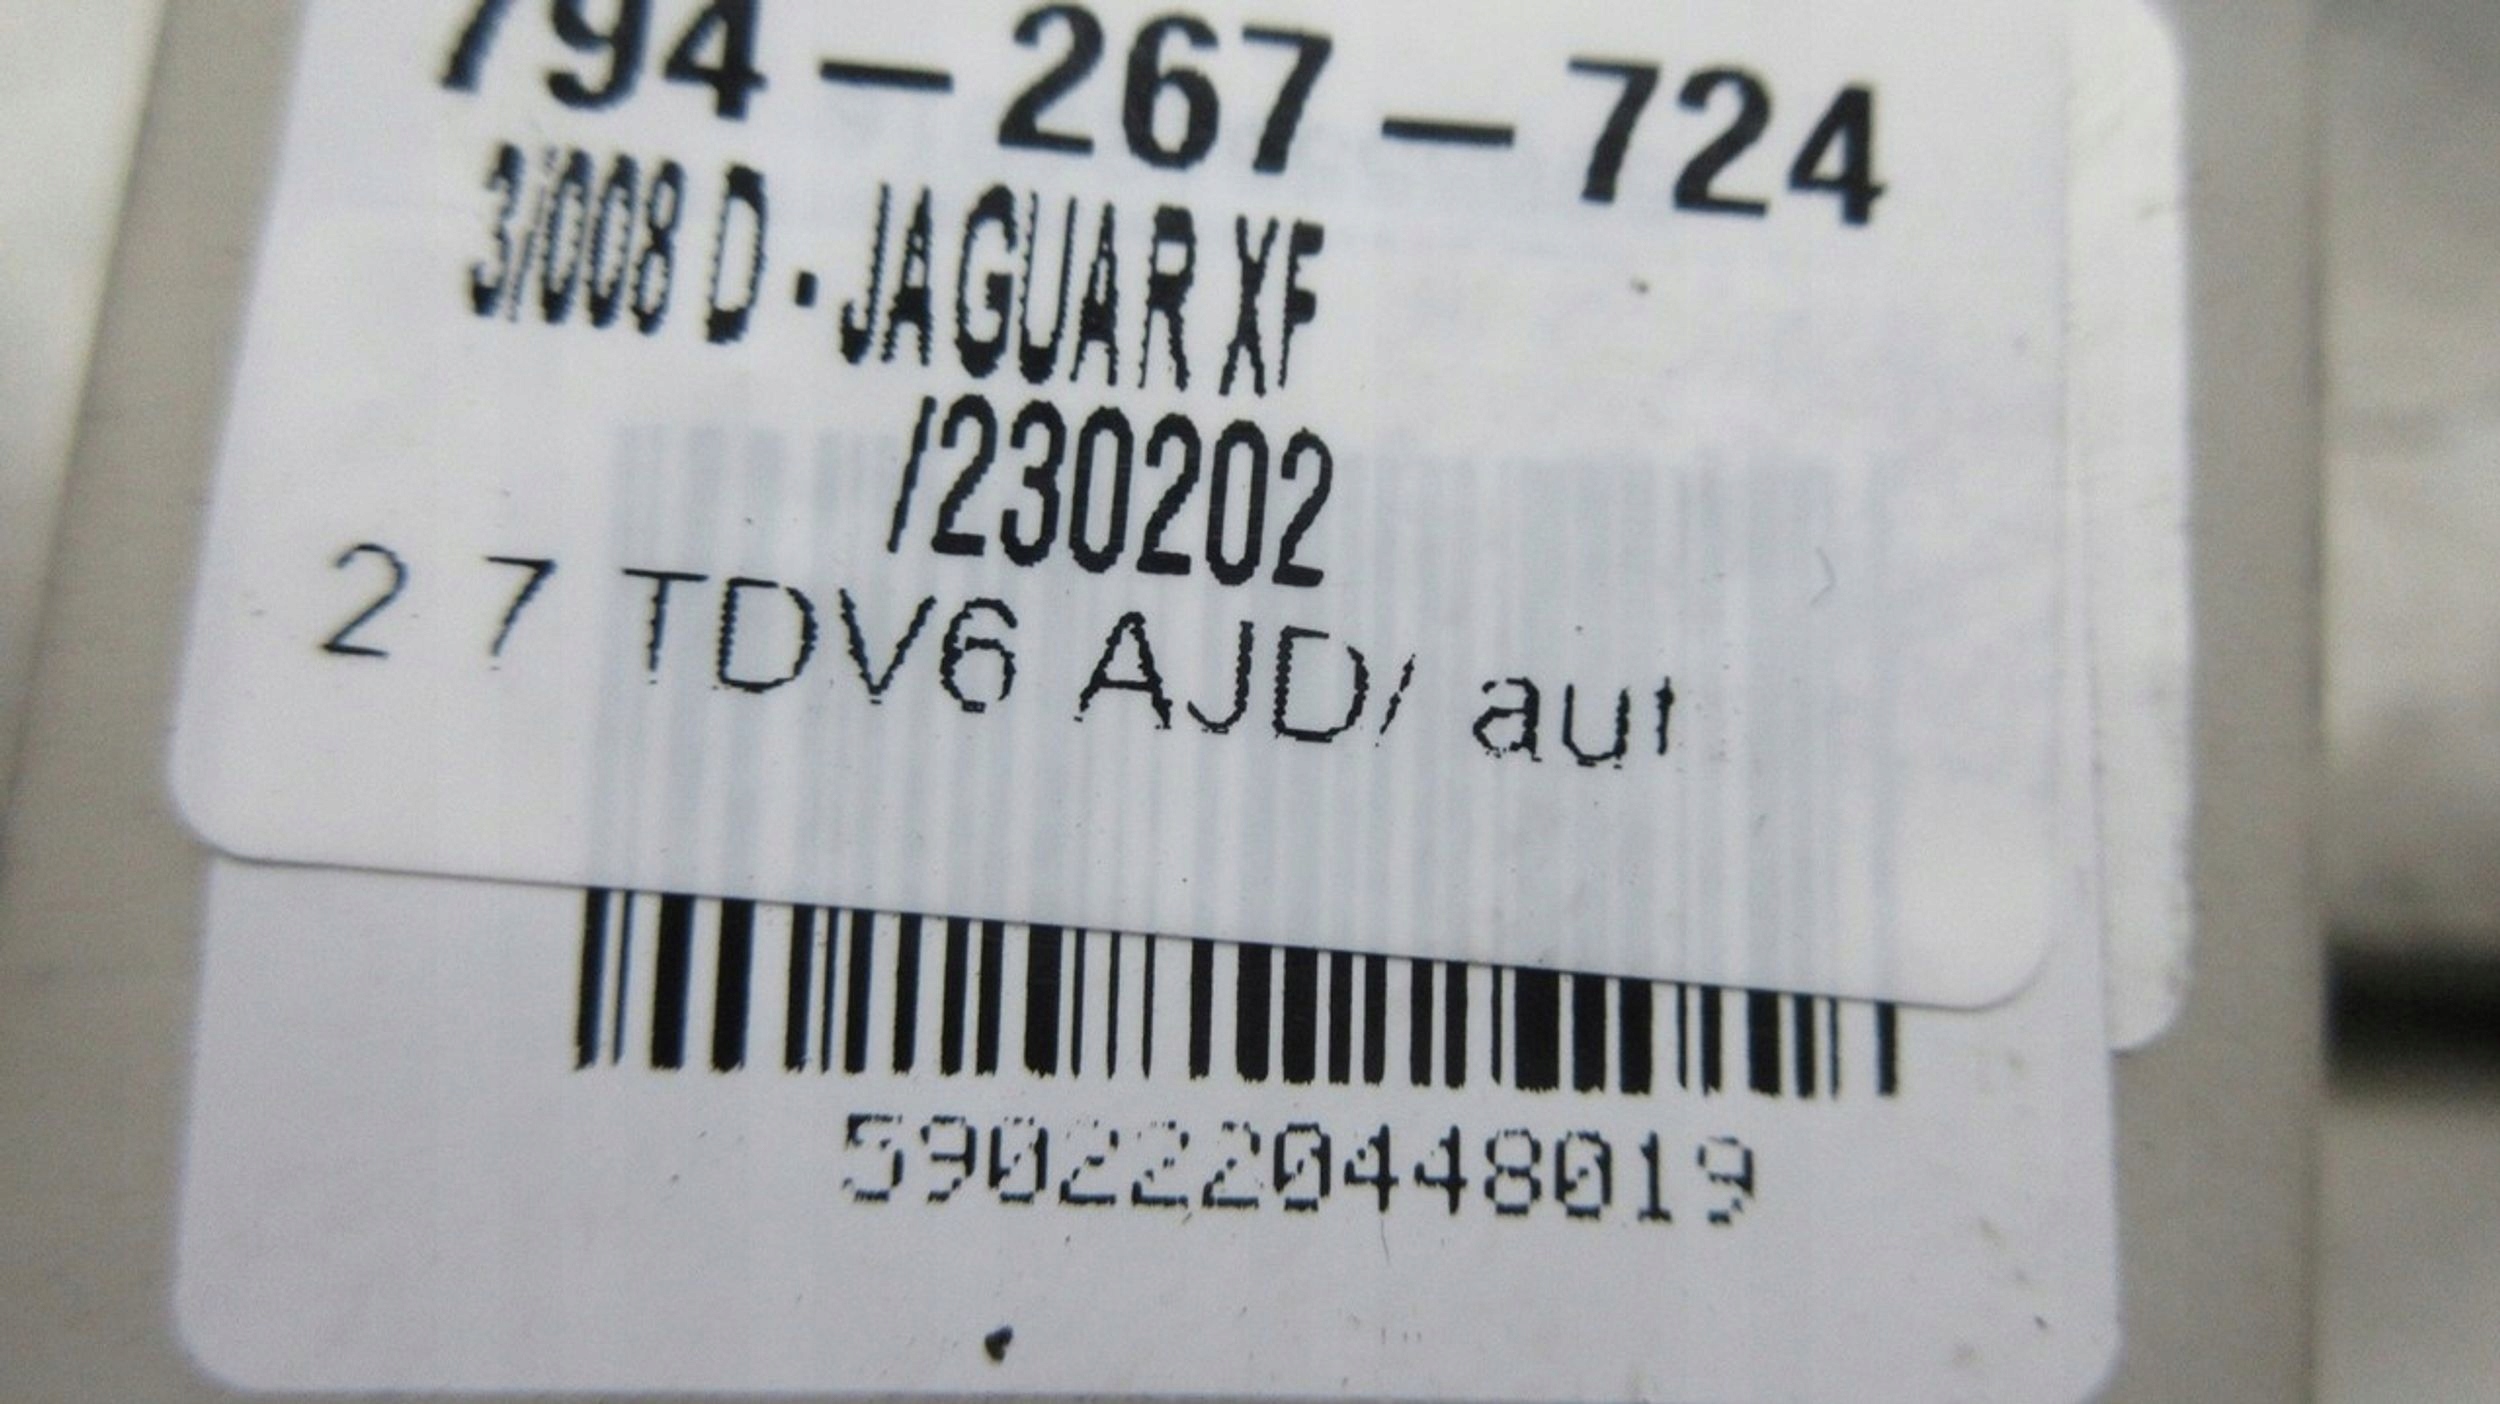 794-267-724
3/008 D · JAGUAR XF
/230202
2 7 TDV6 AJD/ aut
5902220448019